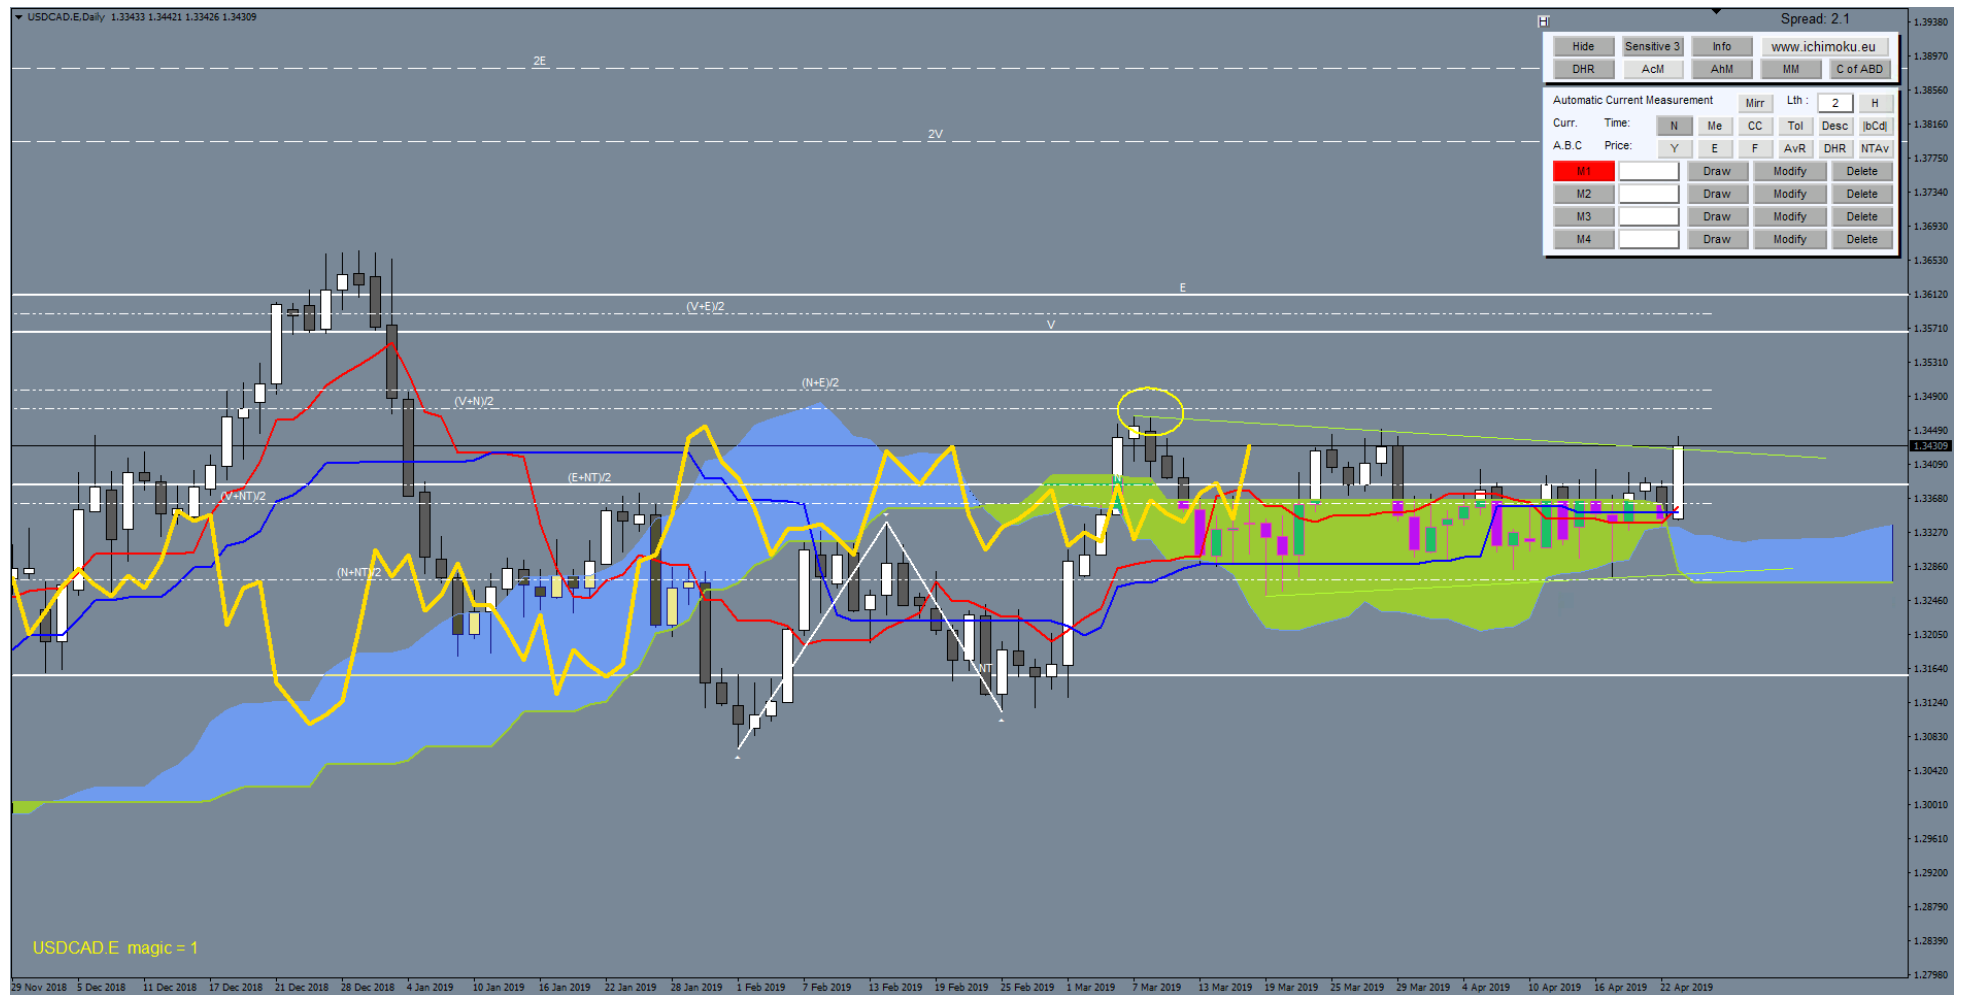 USDCAD.E,Daily 1.33433 1.34421 1.33426 1.34309
Spread: 2.1
H
Hide Sensitive 3 Info www.ichimoku.eu
DHR AcM AhM MM C of ABD
Automatic Current Measurement Mirr Lth : 2 H
Curr. Time: N Me CC Tol Desc |bCd|
A.B.C Price: Y E F AvR DHR NTAv
M1 Draw Modify Delete
M2 Draw Modify Delete
M3 Draw Modify Delete
M4 Draw Modify Delete
2E
2V
E
(V+E)/2
V
(N+E)/2
(V+N)/2
(E+NT)/2
N
(V+NT)/2
(N+NT)/2
NT
1.39380
1.38970
1.38560
1.38160
1.37750
1.37340
1.36930
1.36530
1.36120
1.35710
1.35310
1.34900
1.34490
1.34309
1.34090
1.33680
1.33270
1.32860
1.32460
1.32050
1.31640
1.31240
1.30830
1.30420
1.30010
1.29610
1.29200
1.28790
1.28390
1.27980
USDCAD.E magic = 1
29 Nov 2018 5 Dec 2018 11 Dec 2018 17 Dec 2018 21 Dec 2018 28 Dec 2018 4 Jan 2019 10 Jan 2019 16 Jan 2019 22 Jan 2019 28 Jan 2019 1 Feb 2019 7 Feb 2019 13 Feb 2019 19 Feb 2019 25 Feb 2019 1 Mar 2019 7 Mar 2019 13 Mar 2019 19 Mar 2019 25 Mar 2019 29 Mar 2019 4 Apr 2019 10 Apr 2019 16 Apr 2019 22 Apr 2019